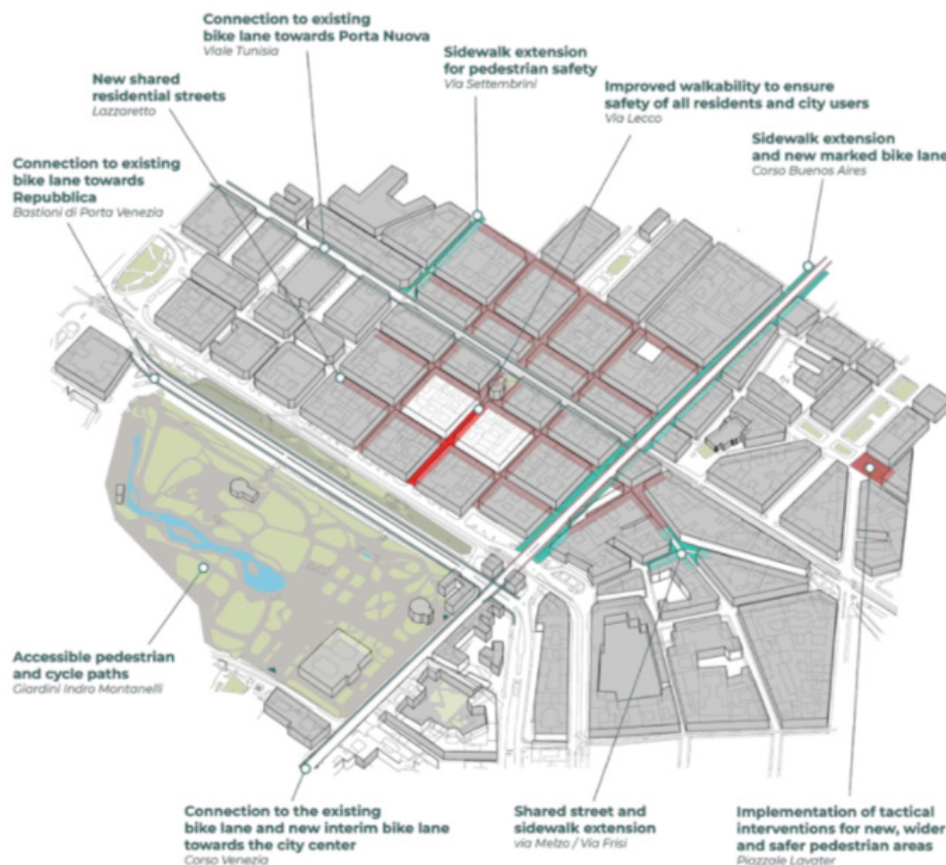 Connection to existing
bike lane towards Porta Nuova
Viale Tunisia
Sidewalk extension
for pedestrian safety
Via Settembrini
New shared
residential streets
Lazzaretto
Improved walkability to ensure
safety of all residents and city users
Via Lecco
Sidewalk extension
and new marked bike lane
Corso Buenos Aires
Connection to existing
bike lane towards
Repubblica
Bastioni di Porta Venezia
Accessible pedestrian
and cycle paths
Giardini Indro Montanelli
Connection to the existing
bike lane and new interim bike lane
towards the city center
Corso Venezia
Shared street and
sidewalk extension
via Melzo / Via Frisi
Implementation of tactical
interventions for new, wider
and safer pedestrian areas
Piazzale Lavater